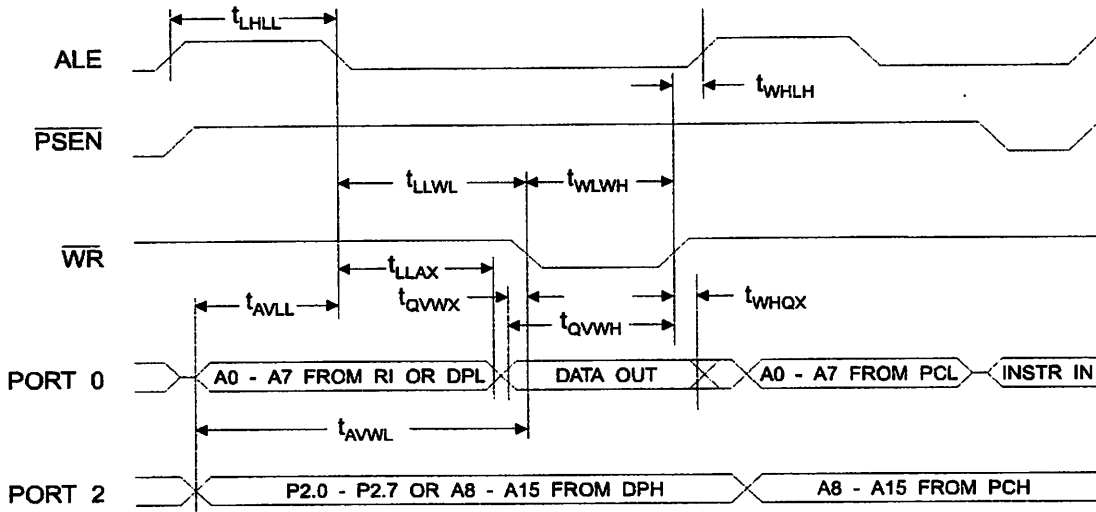 tLHLL
ALE
tWHLH
PSEN
tLLWL
tWLWH
WR
tLLAX
tAVLL
tQVWX
tWHQX
tQVWH
PORT 0
A0 - A7 FROM RI OR DPL
DATA OUT
A0 - A7 FROM PCL
INSTR IN
tAVWL
PORT 2
P2.0 - P2.7 OR A8 - A15 FROM DPH
A8 - A15 FROM PCH